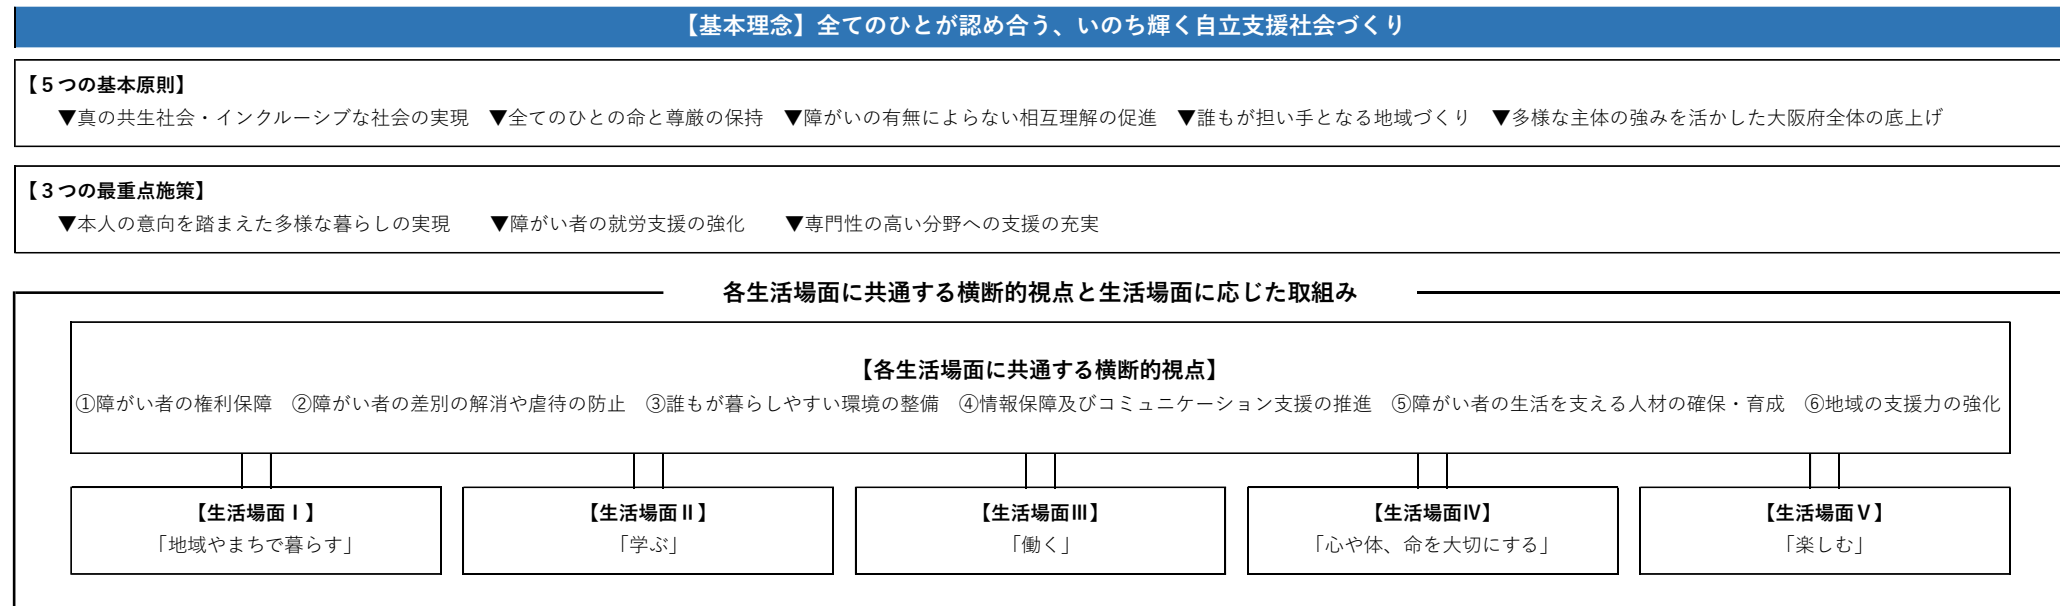 【基本理念】全てのひとが認め合う、いのち輝く自立支援社会づくり
【５つの基本原則】
▼真の共生社会・インクルーシブな社会の実現　▼全てのひとの命と尊厳の保持　▼障がいの有無によらない相互理解の促進　▼誰もが担い手となる地域づくり　▼多様な主体の強みを活かした大阪府全体の底上げ
【３つの最重点施策】
▼本人の意向を踏まえた多様な暮らしの実現　　▼障がい者の就労支援の強化　　▼専門性の高い分野への支援の充実
各生活場面に共通する横断的視点と生活場面に応じた取組み
【各生活場面に共通する横断的視点】
①障がい者の権利保障　②障がい者の差別の解消や虐待の防止　③誰もが暮らしやすい環境の整備　④情報保障及びコミュニケーション支援の推進　⑤障がい者の生活を支える人材の確保・育成　⑥地域の支援力の強化
【生活場面Ⅰ】
「地域やまちで暮らす」
【生活場面Ⅱ】
「学ぶ」
【生活場面Ⅲ】
「働く」
【生活場面Ⅳ】
「心や体、命を大切にする」
【生活場面Ⅴ】
「楽しむ」